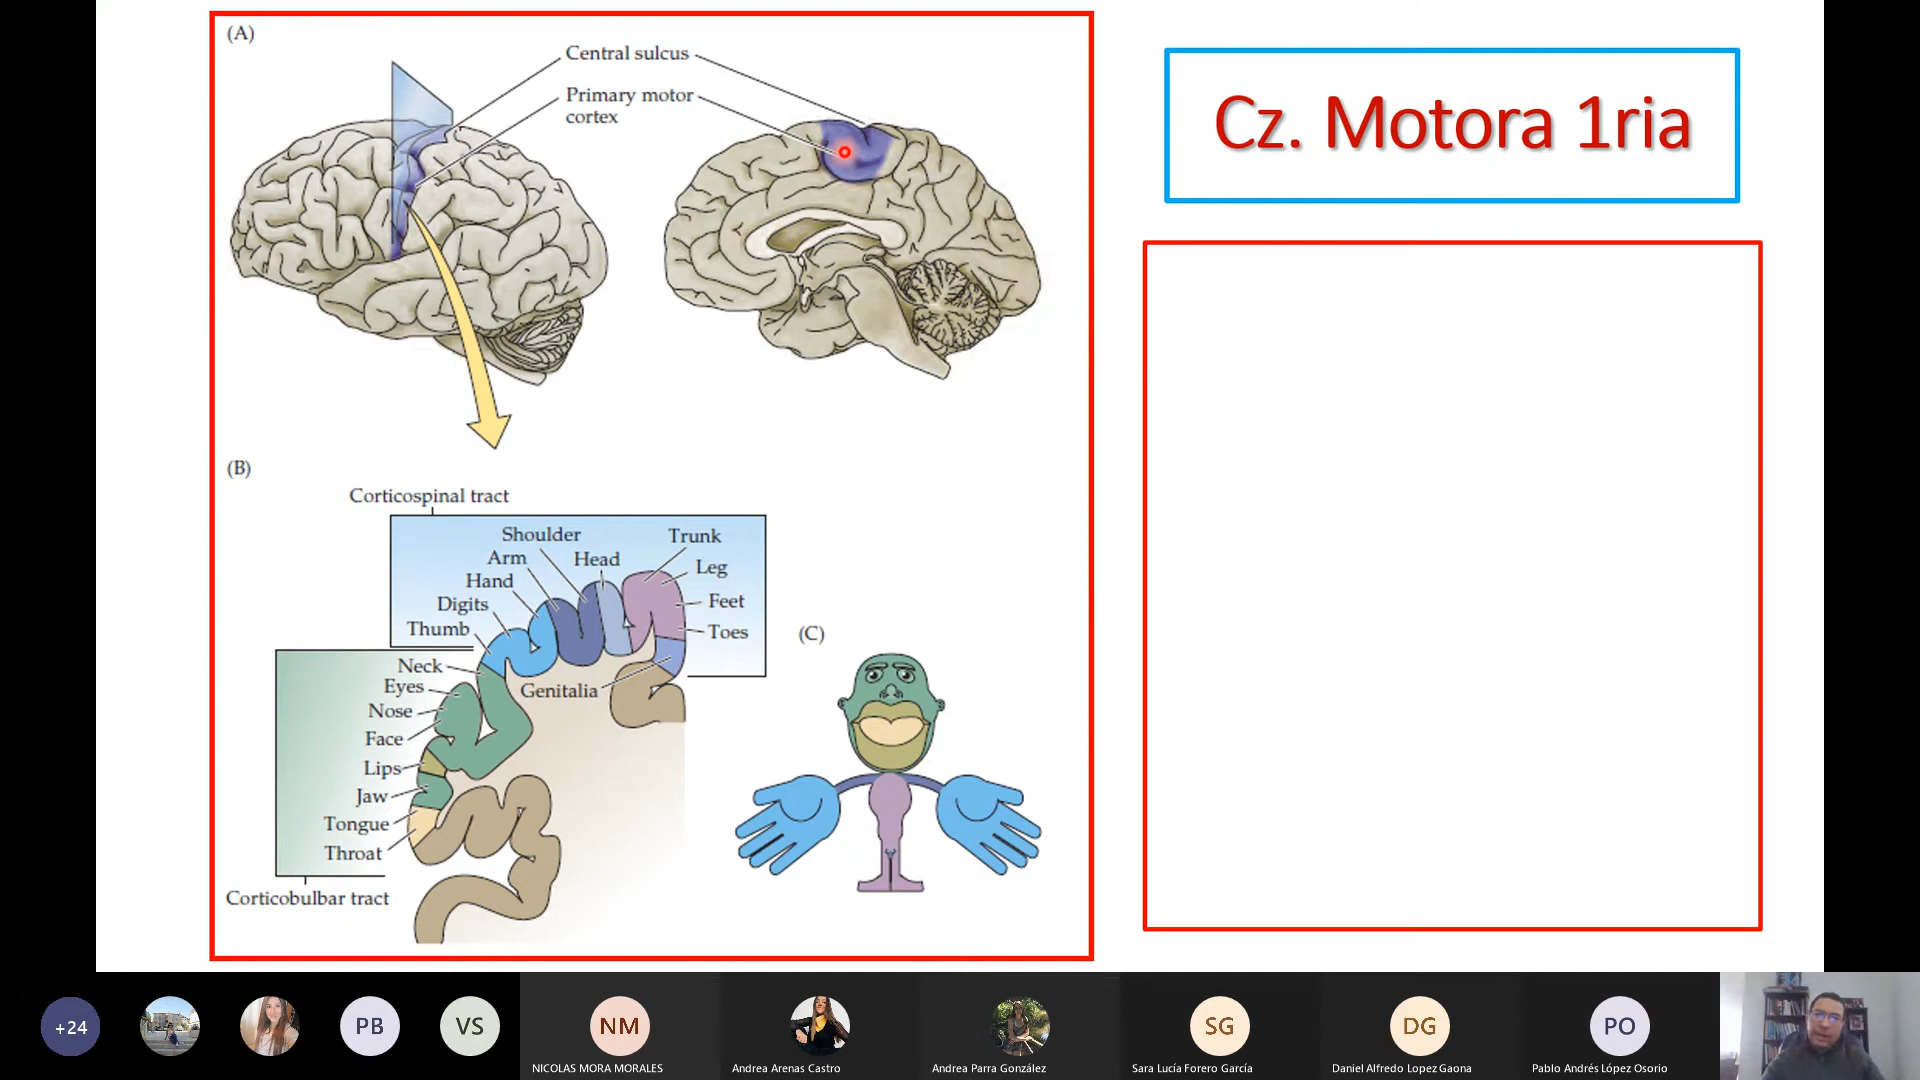 (A)
Central sulcus
Primary motor
cortex
Cz. Motora 1ria
(B)
Corticospinal tract
Shoulder
Trunk
Arm
Head
Leg
Hand
Digits
Feet
Thumb
Toes
(C)
Neck
Eyes
Genitalia
Nose
Face
Lips
Jaw
Tongue
Throat
Corticobulbar tract
+24
PB
VS
NM
SG
DG
PO
NICOLAS MORA MORALES
Andrea Arenas Castro
Andrea Parra González
Sara Lucía Forero García
Daniel Alfredo Lopez Gaona
Pablo Andrés López Osorio